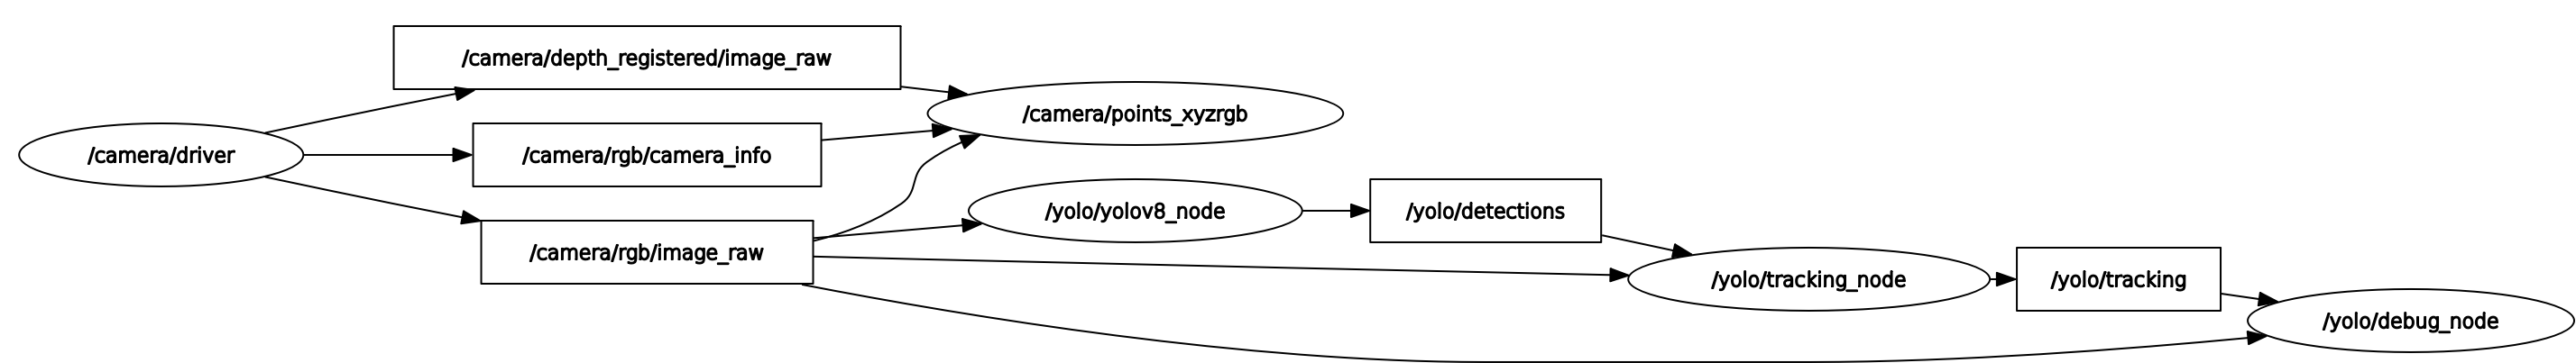 /camera/depth_registered/image_raw
/camera/points_xyzrgb
/camera/driver
/camera/rgb/camera_info
/yolo/yolov8_node
/yolo/detections
/camera/rgb/image_raw
/yolo/tracking_node
/yolo/tracking
/yolo/debug_node